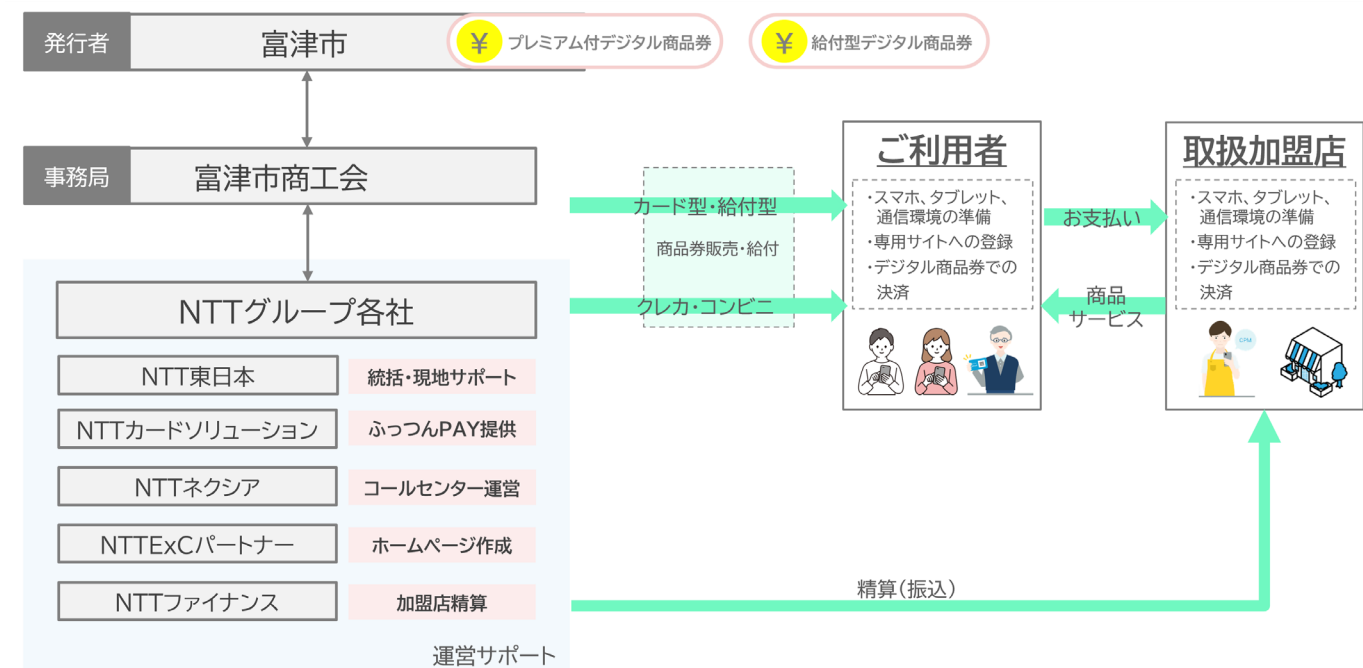 発行者
富津市
¥ プレミアム付デジタル商品券
¥ 給付型デジタル商品券
事務局
富津市商工会
NTTグループ各社
NTT東日本
統括・現地サポート
NTTカードソリューション
ふっつんPAY提供
NTTネクシア
コールセンター運営
NTTExCパートナー
ホームページ作成
NTTファイナンス
加盟店精算
運営サポート
カード型・給付型
商品券販売・給付
クレカ・コンビニ
ご利用者
・スマホ、タブレット、
通信環境の準備
・専用サイトへの登録
・デジタル商品券での
決済
お支払い
商品
サービス
取扱加盟店
・スマホ、タブレット、
通信環境の準備
・専用サイトへの登録
・デジタル商品券での
決済
CPM
精算(振込)